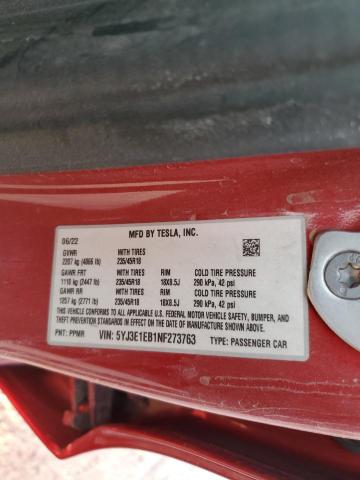 MFD BY TESLA, INC.
06/22
GVWR WITH TIRES
2207 kg (4866 lb) 235/45R18
GAWR FRT WITH TIRES RIM COLD TIRE PRESSURE
1110 kg (2447 lb) 235/45R18 18X8.5J 290 kPa, 42 psi
GAWR RR WITH TIRES RIM COLD TIRE PRESSURE
1257 kg (2771 lb) 235/45R18 18X8.5J 290 kPa, 42 psi
THIS VEHICLE CONFORMS TO ALL APPLICABLE U.S. FEDERAL MOTOR VEHICLE SAFETY, BUMPER, AND
THEFT PREVENTION STANDARDS IN EFFECT ON THE DATE OF MANUFACTURE SHOWN ABOVE.
PNT: PPMR VIN: 5YJ3E1EB1NF273763 TYPE: PASSENGER CAR